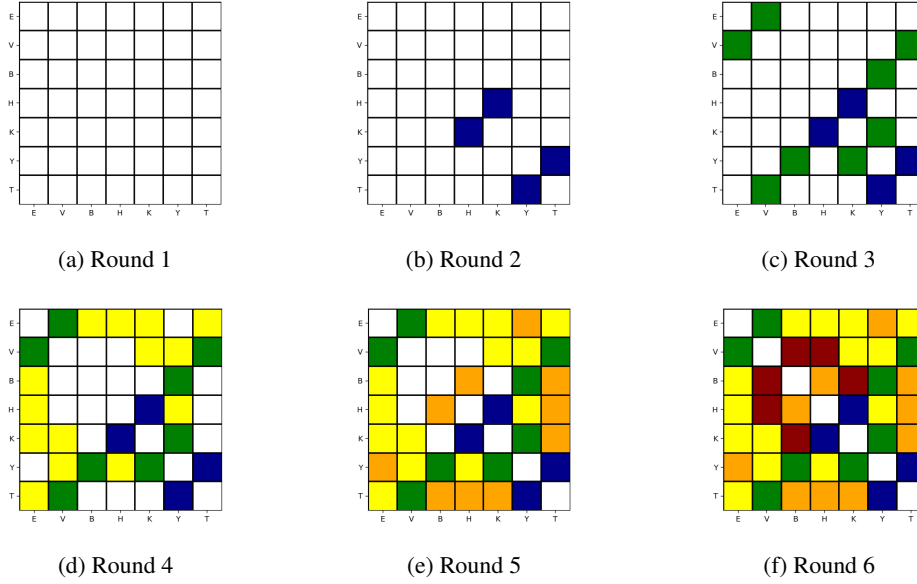 E
V
B
H
K
Y
T
E V B H K Y T
(a) Round 1
E
V
B
H
K
Y
T
E V B H K Y T
(b) Round 2
E
V
B
H
K
Y
T
E V B H K Y T
(c) Round 3
E
V
B
H
K
Y
T
E V B H K Y T
(d) Round 4
E
V
B
H
K
Y
T
E V B H K Y T
(e) Round 5
E
V
B
H
K
Y
T
E V B H K Y T
(f) Round 6